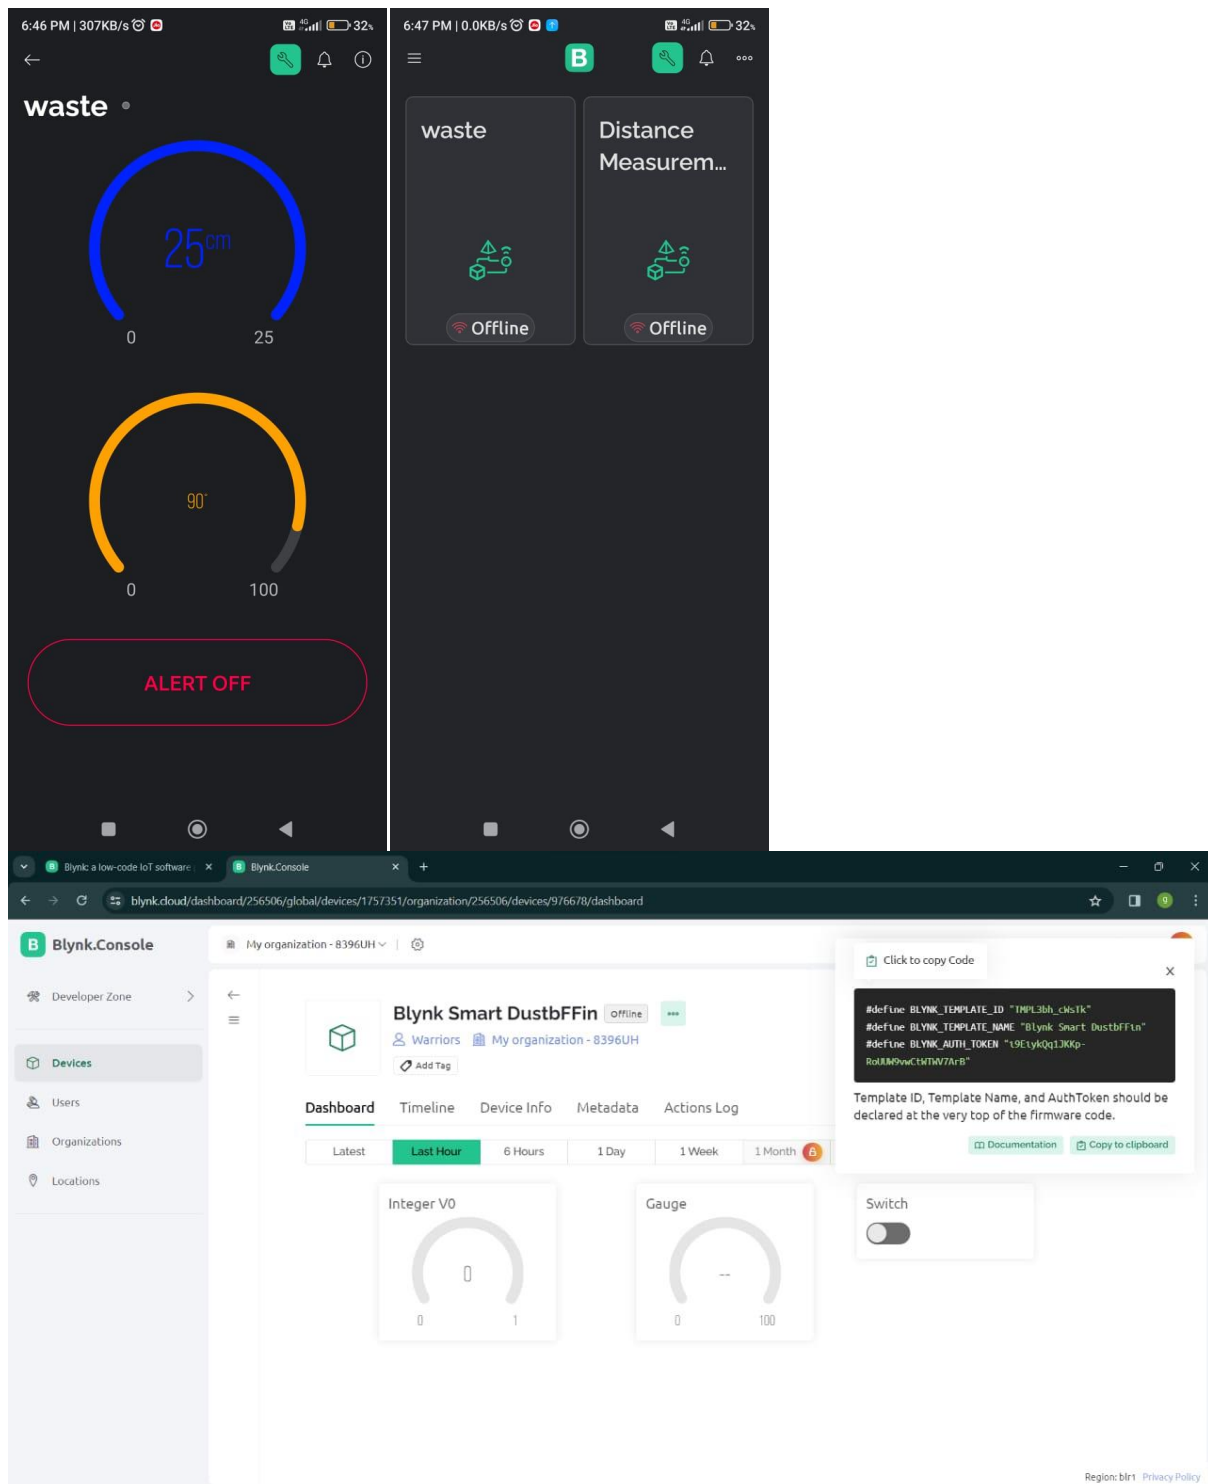 6:46 PM | 307KB/s
4G
32%
waste
25cm
0 25
90°
0 100
ALERT OFF
6:47 PM | 0.0KB/s
4G
32%
B
waste
Offline
Distance
Measurem...
Offline
Blynk: a low-code IoT software
Blynk.Console
blynk.cloud/dashboard/256506/global/devices/1757351/organization/256506/devices/976678/dashboard
g
B Blynk.Console
My organization - 8396UH
Developer Zone
Devices
Users
Organizations
Locations
Blynk Smart DustbFFin Offline
Warriors My organization - 8396UH
Add Tag
Dashboard Timeline Device Info Metadata Actions Log
Latest Last Hour 6 Hours 1 Day 1 Week 1 Month
Integer V0
0
0 1
Gauge
--
0 100
Switch
Click to copy Code
X
#define BLYNK_TEMPLATE_ID "TMPL3bh_cWsTk"
#define BLYNK_TEMPLATE_NAME "Blynk Smart DustbFFin"
#define BLYNK_AUTH_TOKEN "i9EiykQq1JKKp-
RoUUW9vwCtWTWV7ArB"
Template ID, Template Name, and AuthToken should be
declared at the very top of the firmware code.
Documentation Copy to clipboard
Region: blr1 Privacy Policy